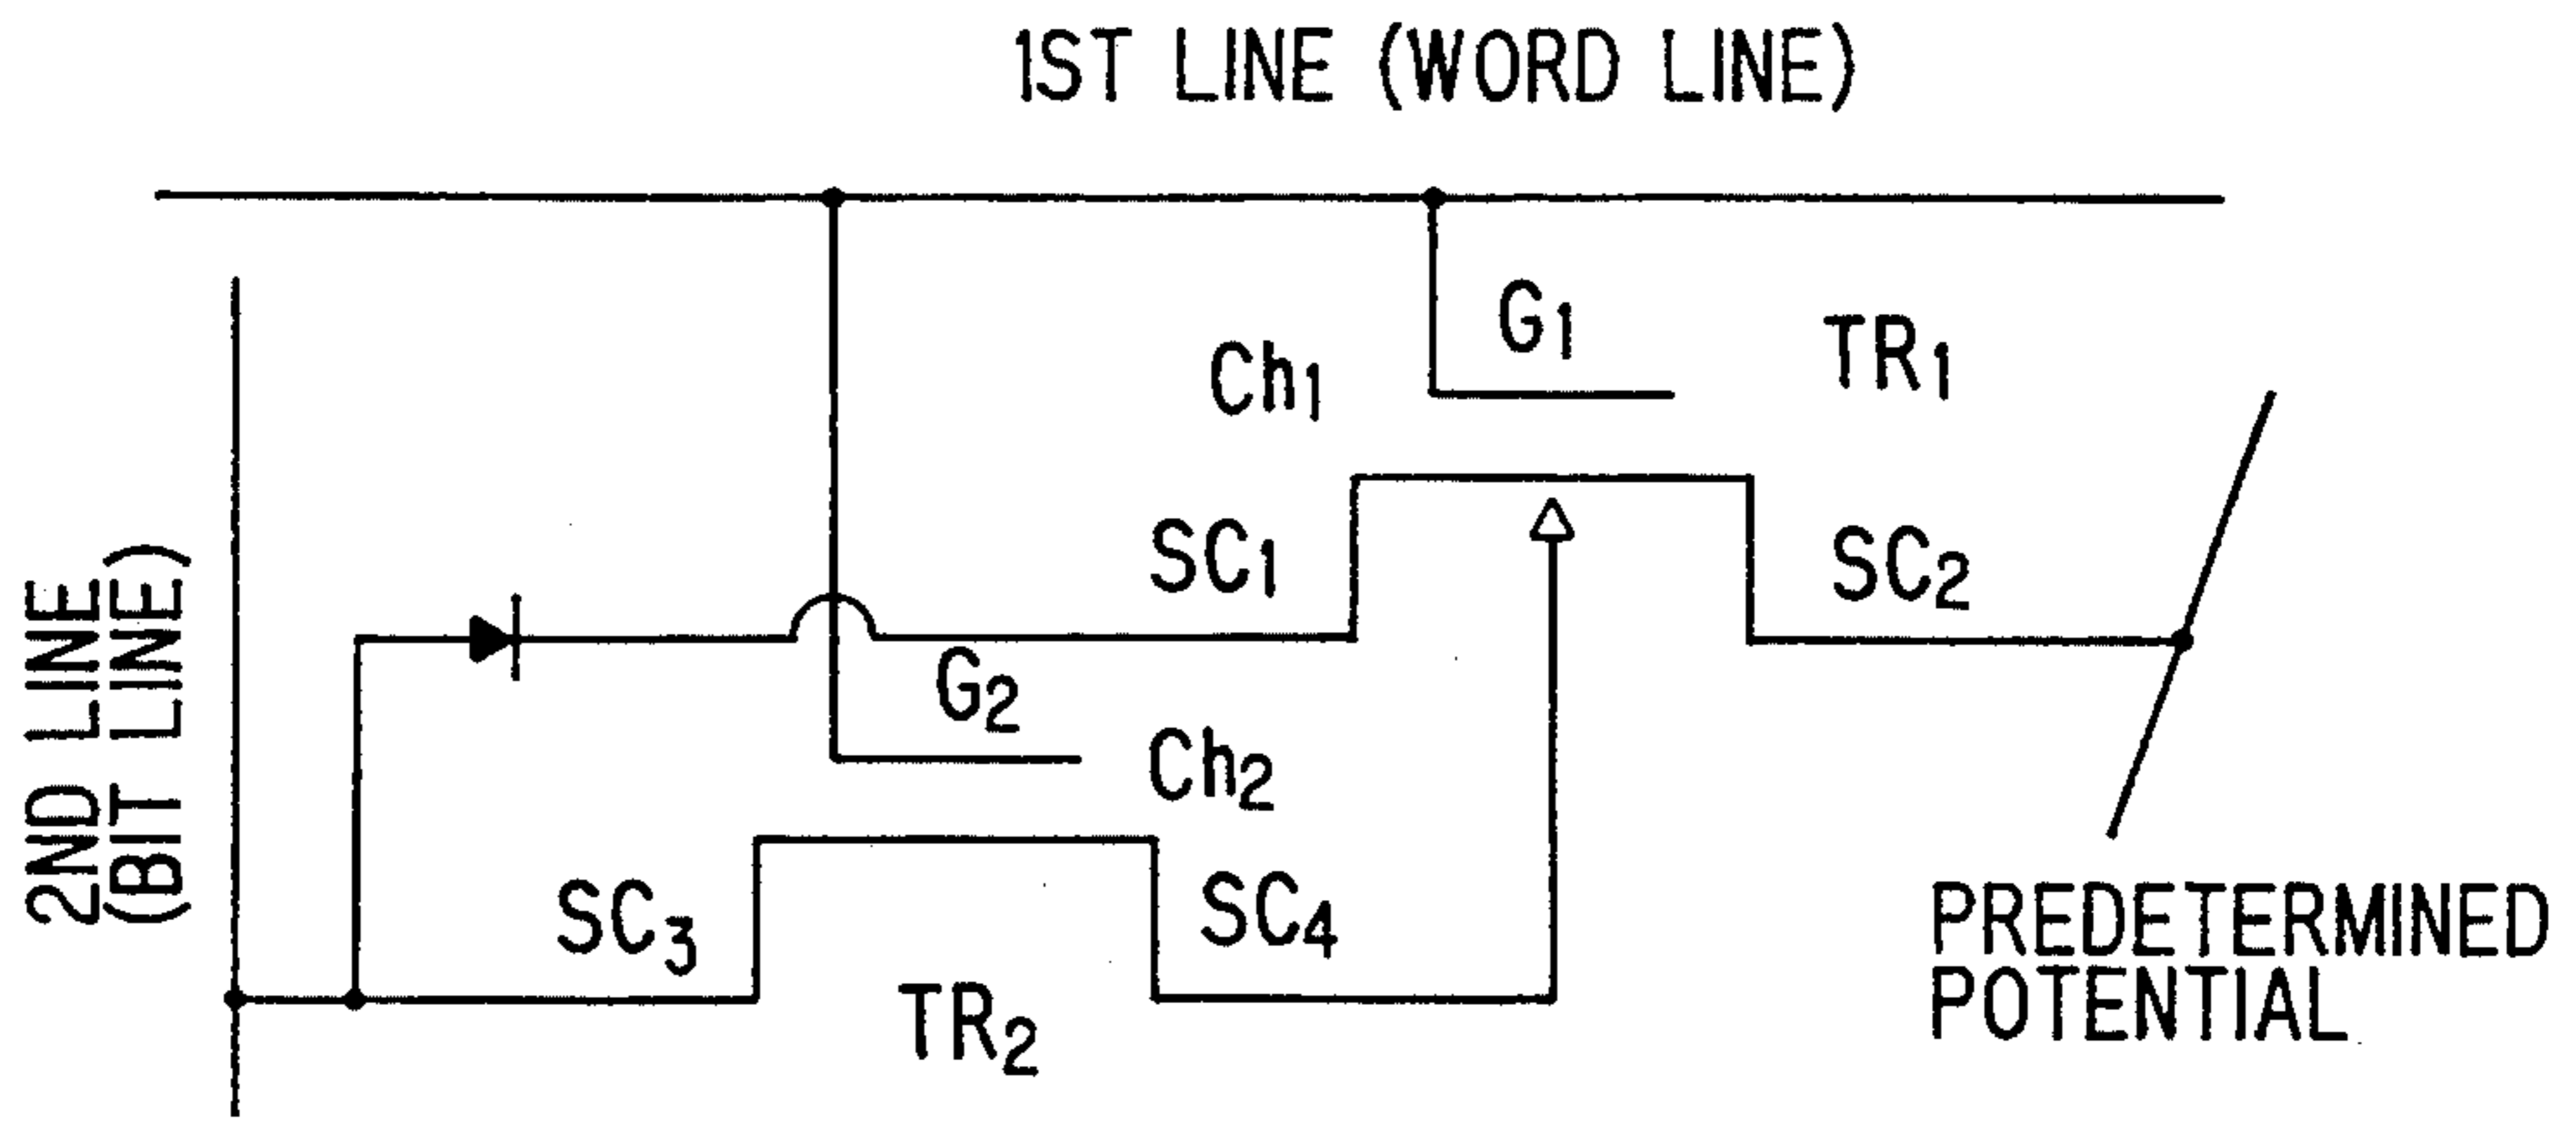 1ST LINE (WORD LINE)
G1
TR1
Ch1
SC1
SC2
2ND LINE
(BIT LINE)
G2
Ch2
SC3
SC4
TR2
PREDETERMINED
POTENTIAL